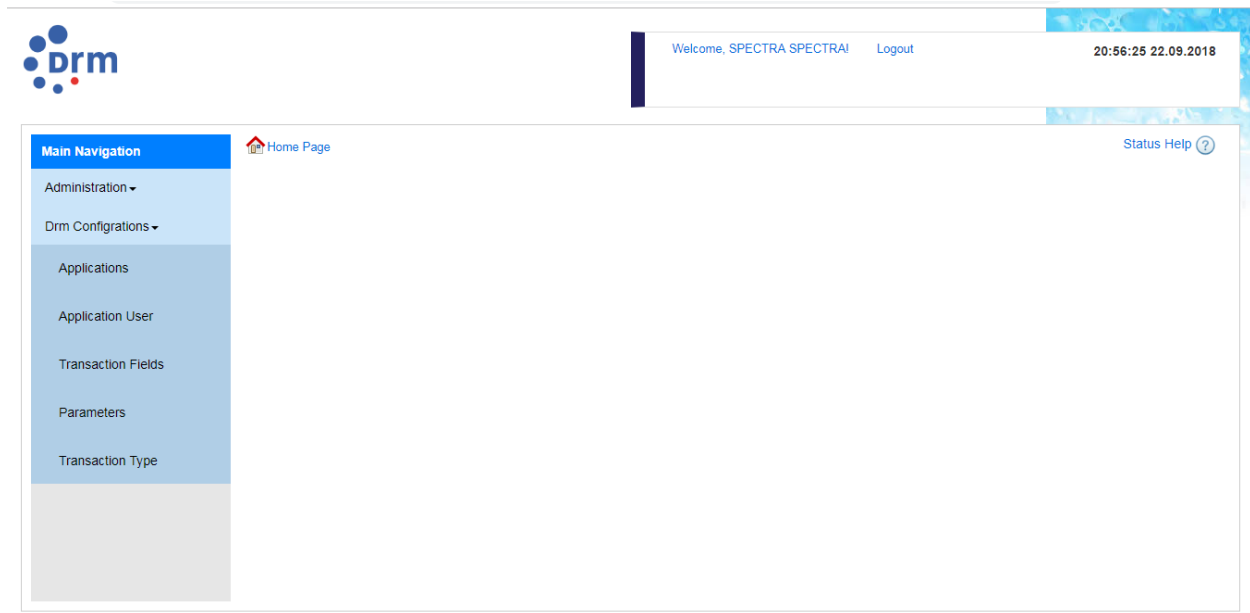 Drm
Welcome, SPECTRA SPECTRA! Logout
20:56:25 22.09.2018
Main Navigation
Home Page
Status Help ?
Administration
Drm Configrations
Applications
Application User
Transaction Fields
Parameters
Transaction Type